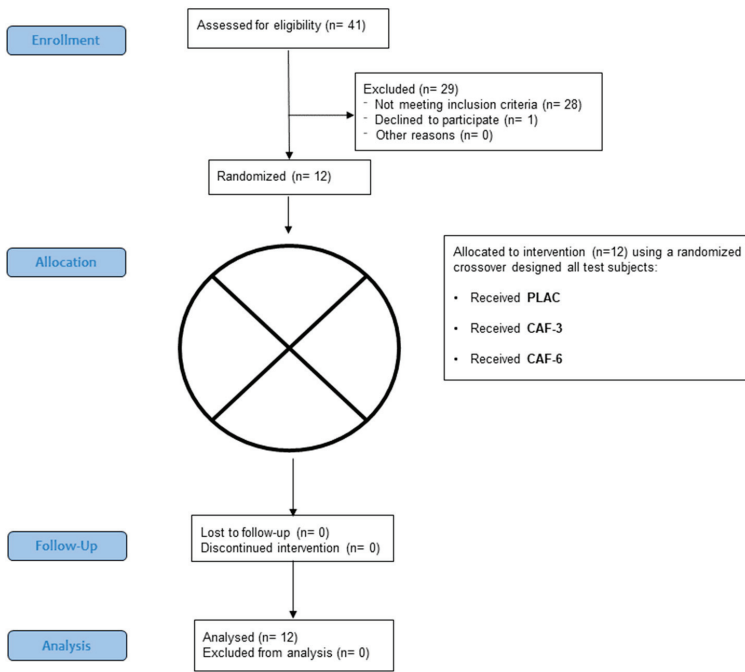 Enrollment
Assessed for eligibility (n= 41)
Excluded (n= 29)
- Not meeting inclusion criteria (n= 28)
- Declined to participate (n= 1)
- Other reasons (n= 0)
Randomized (n= 12)
Allocation
Allocated to intervention (n=12) using a randomized
crossover designed all test subjects:
• Received PLAC
• Received CAF-3
• Received CAF-6
Follow-Up
Lost to follow-up (n= 0)
Discontinued intervention (n= 0)
Analysis
Analysed (n= 12)
Excluded from analysis (n= 0)